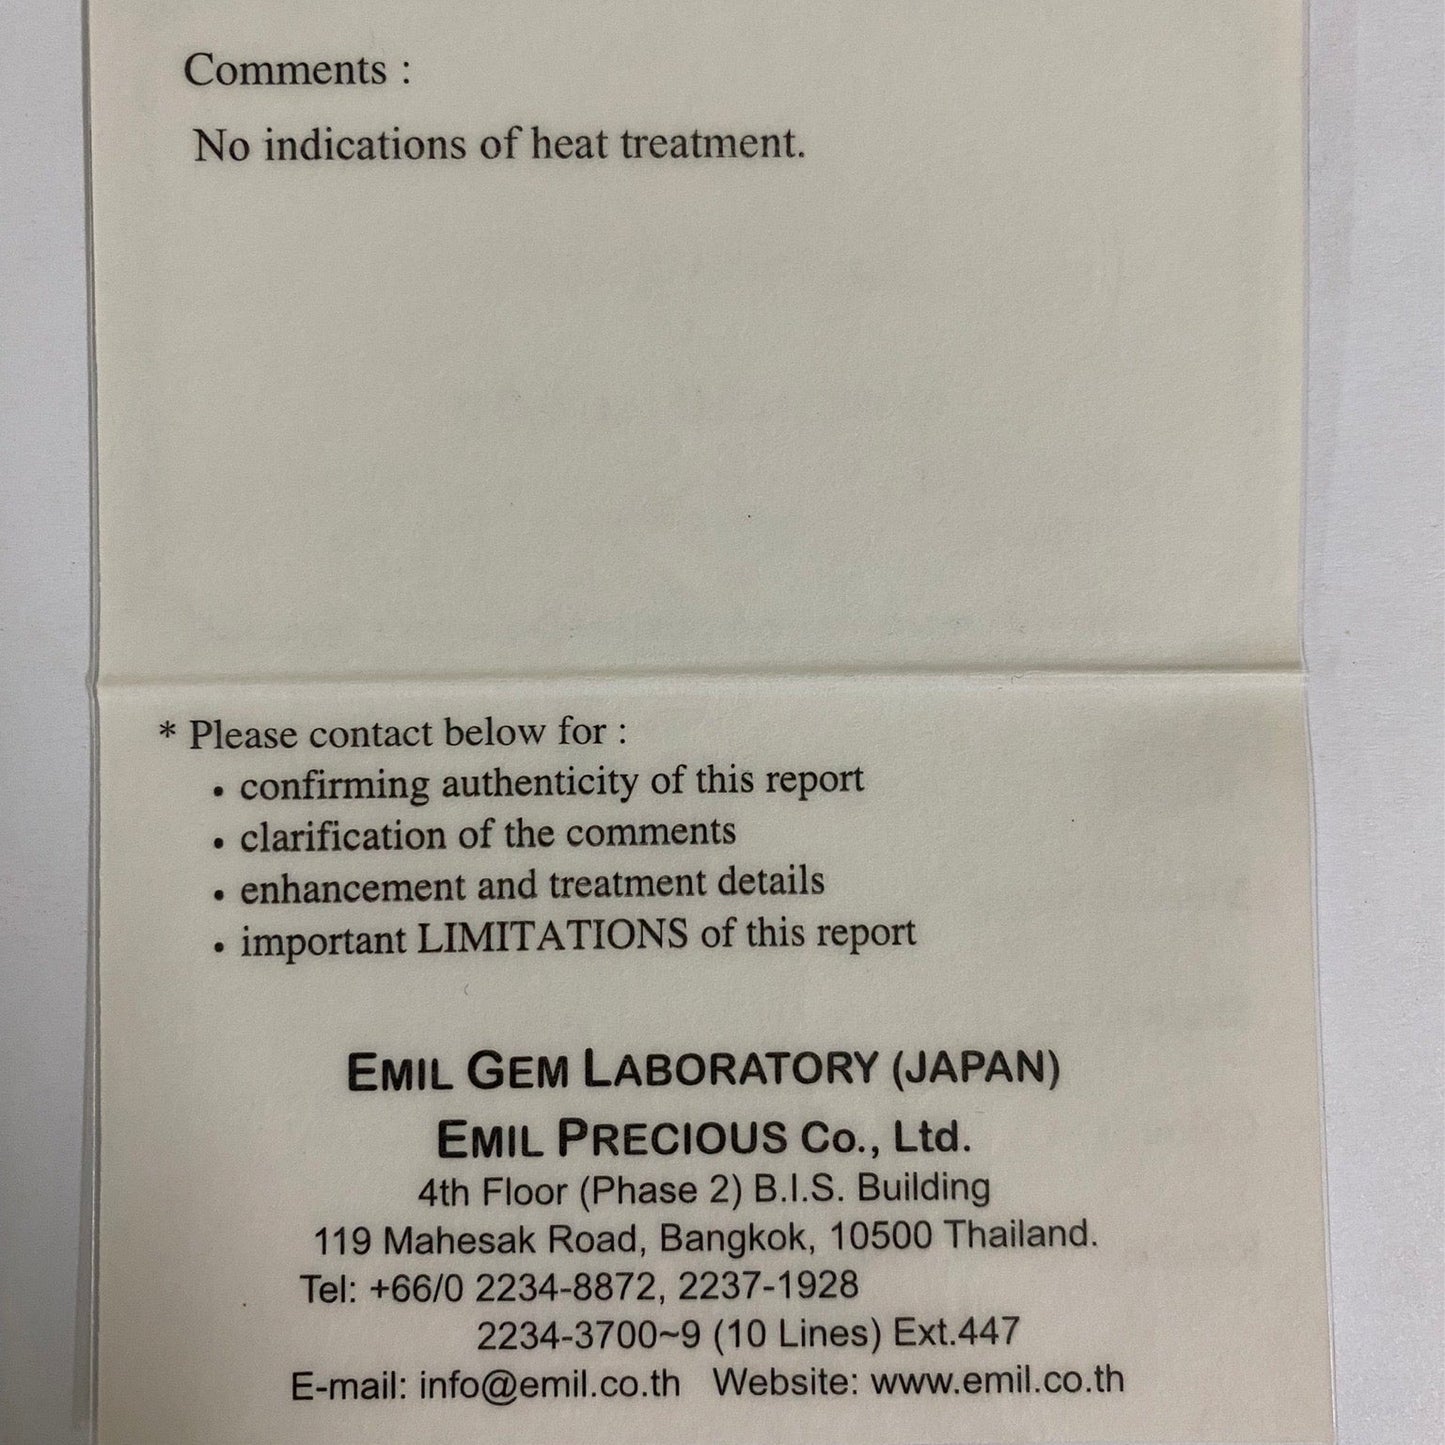 Comments :
No indications of heat treatment.
* Please contact below for :
• confirming authenticity of this report
• clarification of the comments
• enhancement and treatment details
• important LIMITATIONS of this report
EMIL GEM LABORATORY (JAPAN)
EMIL PRECIOUS Co., Ltd.
4th Floor (Phase 2) B.I.S. Building
119 Mahesak Road, Bangkok, 10500 Thailand.
Tel: +66/0 2234-8872, 2237-1928
2234-3700~9 (10 Lines) Ext.447
E-mail: info@emil.co.th Website: www.emil.co.th